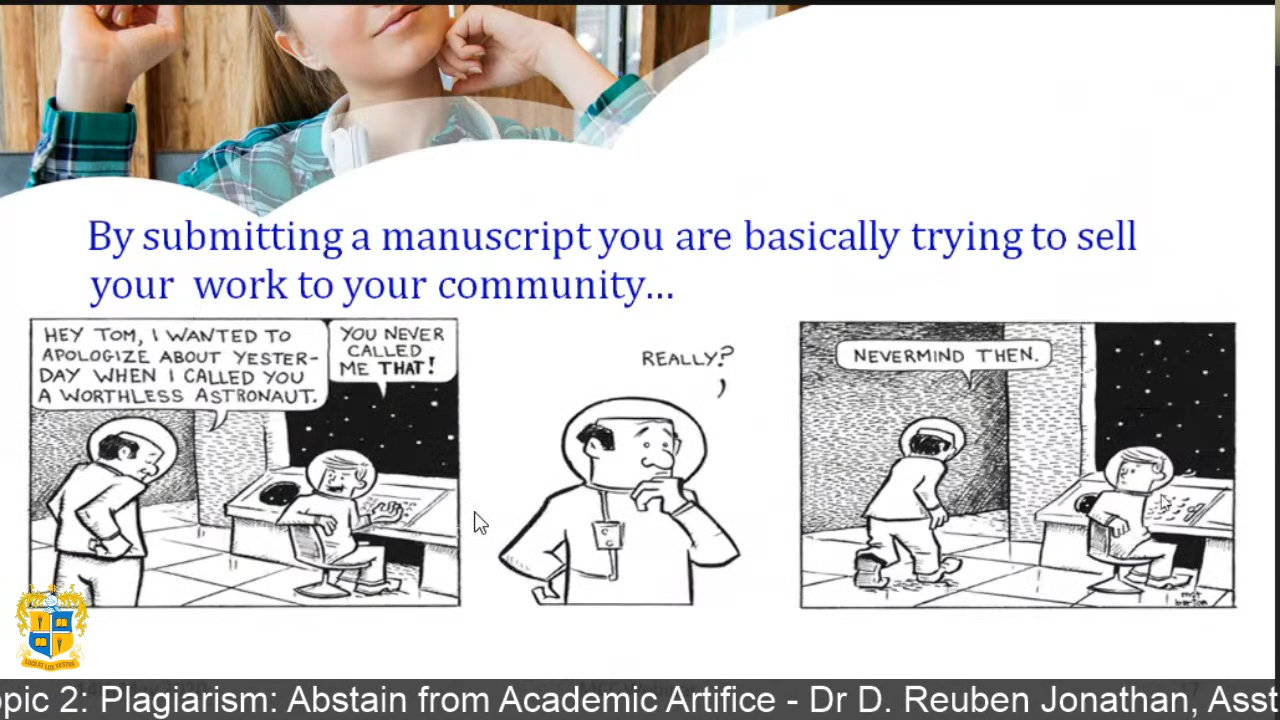 By submitting a manuscript you are basically trying to sell
your work to your community...
HEY TOM, I WANTED TO
APOLOGIZE ABOUT YESTER-
DAY WHEN I CALLED YOU
A WORTHLESS ASTRONAUT.
YOU NEVER
CALLED
ME THAT!
REALLY?
NEVERMIND THEN.
opic 2: Plagiarism: Abstain from Academic Artifice - Dr D. Reuben Jonathan, Asst